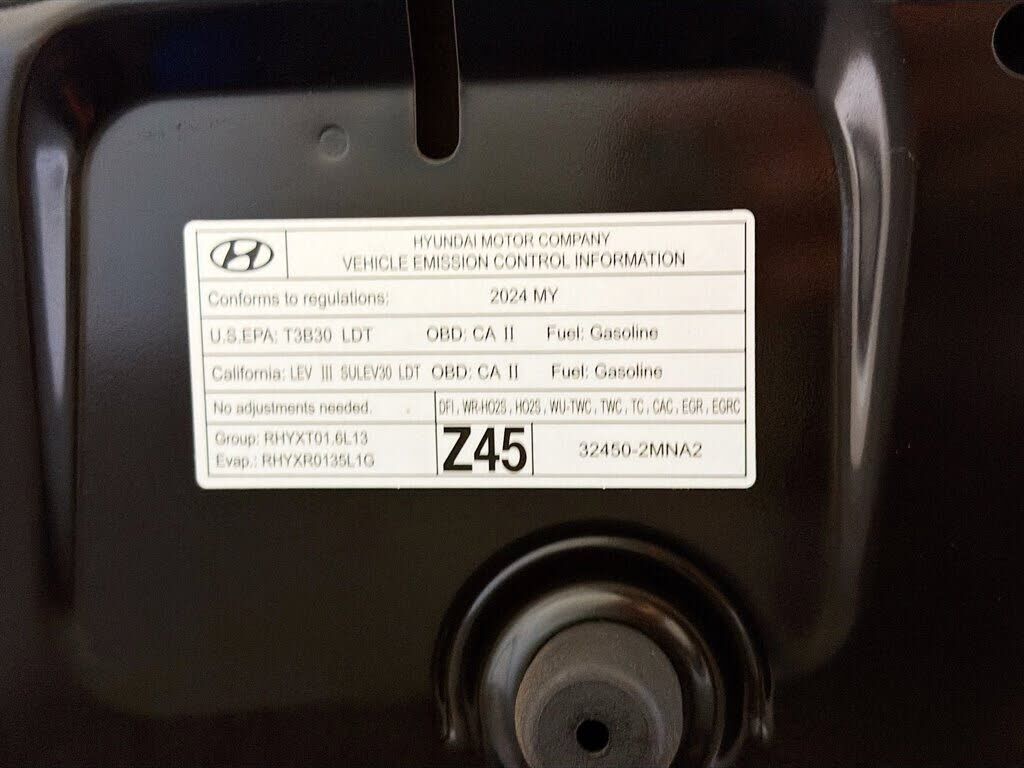 HYUNDAI MOTOR COMPANY
VEHICLE EMISSION CONTROL INFORMATION
Conforms to regulations: 2024 MY
U.S.EPA: T3B30 LDT OBD: CA II Fuel: Gasoline
California: LEV III SULEV30 LDT OBD: CA II Fuel: Gasoline
No adjustments needed. DFI, WR-HO2S, HO2S, WU-TWC, TWC, TC, CAC, EGR, EGRC
Group: RHYXT01.6L13
Evap.: RHYXR0135L1G
Z45
32450-2MNA2